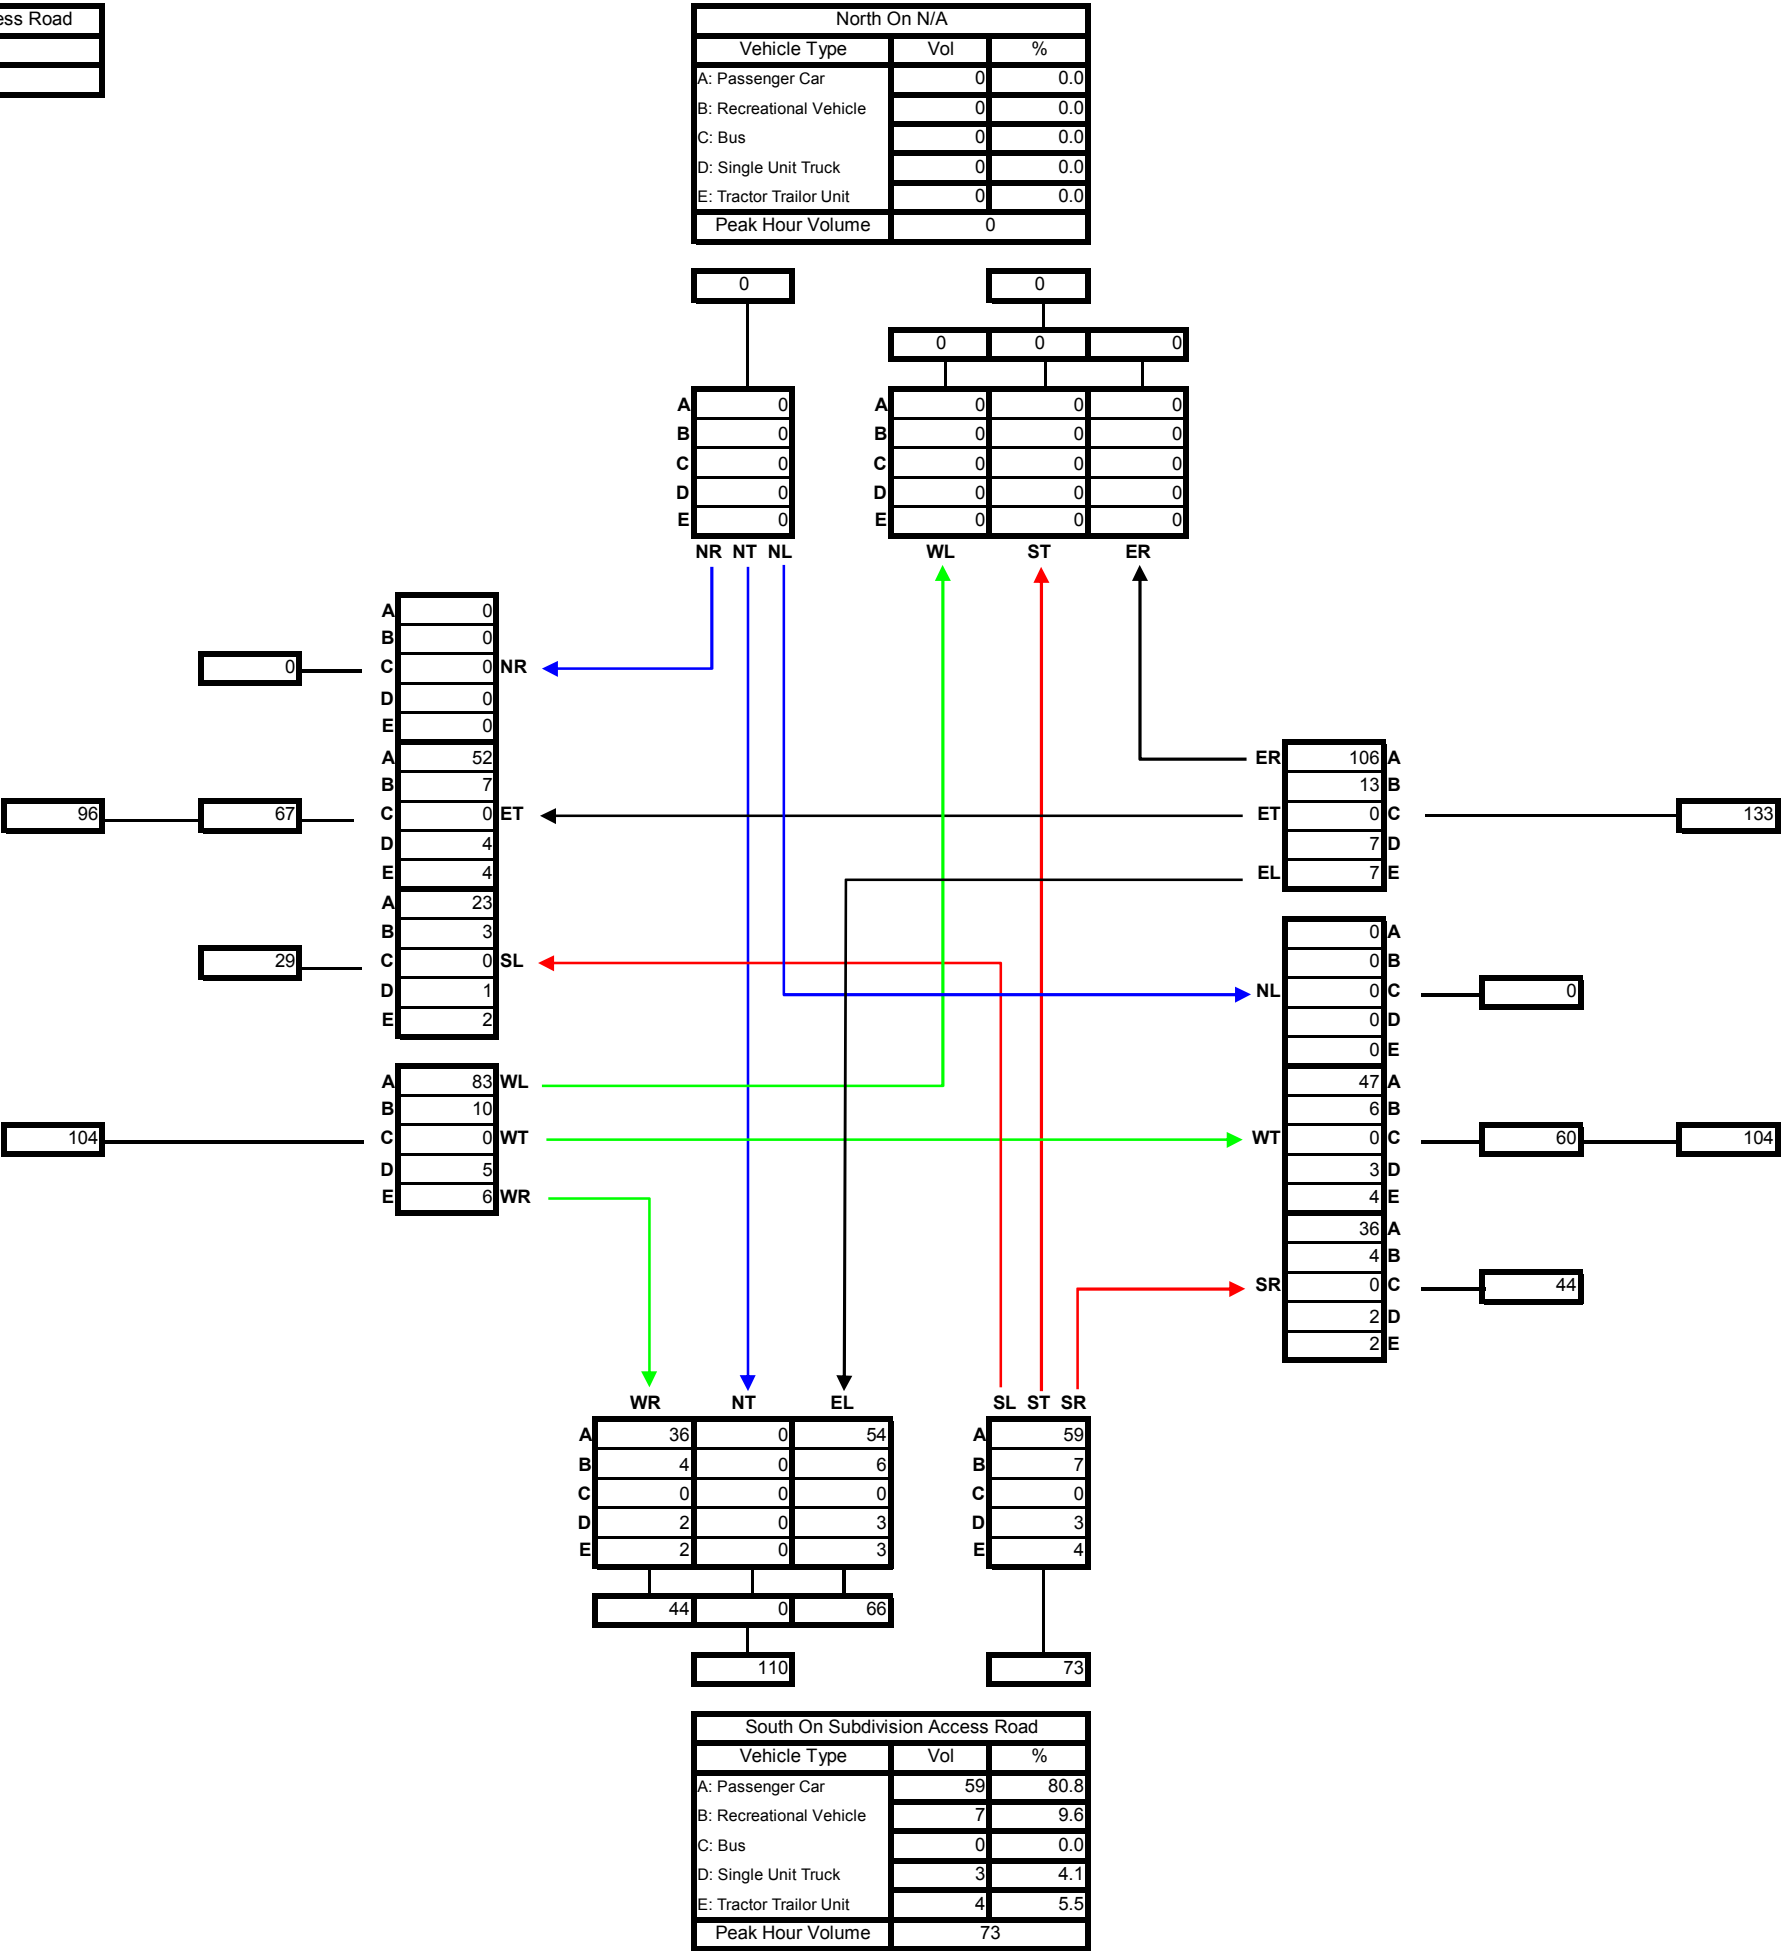 ess Road
North On N/A
Vehicle Type Vol %
A: Passenger Car 0 0.0
B: Recreational Vehicle 0 0.0
C: Bus 0 0.0
D: Single Unit Truck 0 0.0
E: Tractor Trailor Unit 0 0.0
Peak Hour Volume 0
0 0
0 0 0
A 0 A 0 0 0
B 0 B 0 0 0
C 0 C 0 0 0
D 0 D 0 0 0
E 0 E 0 0 0
NR NT NL WL ST ER
A 0
B 0
0 C 0 NR
D 0
E 0
A 52 ER 106 A
B 7 13 B
96 67 C 0 ET ET 0 C 133
D 4 7 D
E 4 EL 7 E
A 23
B 3 0 A
29 C 0 SL 0 B
D 1 NL 0 C 0
E 2 0 D
0 E
A 83 WL 47 A
B 10 6 B
104 C 0 WT WT 0 C 60 104
D 5 3 D
E 6 WR 4 E
36 A
4 B
SR 0 C 44
2 D
2 E
WR NT EL SL ST SR
A 36 0 54 A 59
B 4 0 6 B 7
C 0 0 0 C 0
D 2 0 3 D 3
E 2 0 3 E 4
44 0 66
110 73
South On Subdivision Access Road
Vehicle Type Vol %
A: Passenger Car 59 80.8
B: Recreational Vehicle 7 9.6
C: Bus 0 0.0
D: Single Unit Truck 3 4.1
E: Tractor Trailor Unit 4 5.5
Peak Hour Volume 73